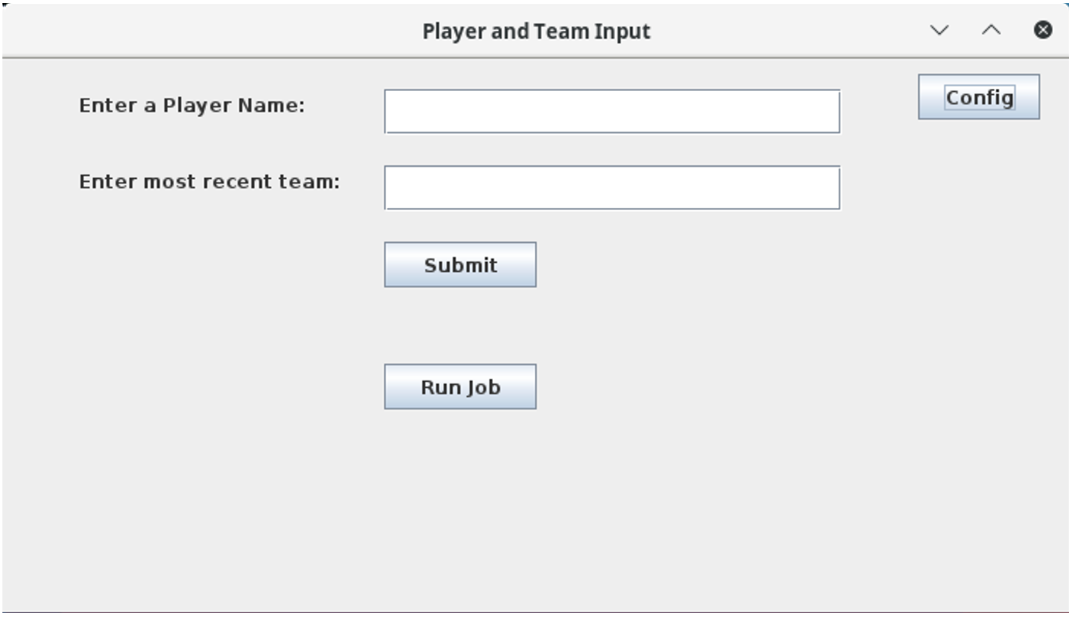 Player and Team Input
Enter a Player Name:
Config
Enter most recent team:
Submit
Run Job